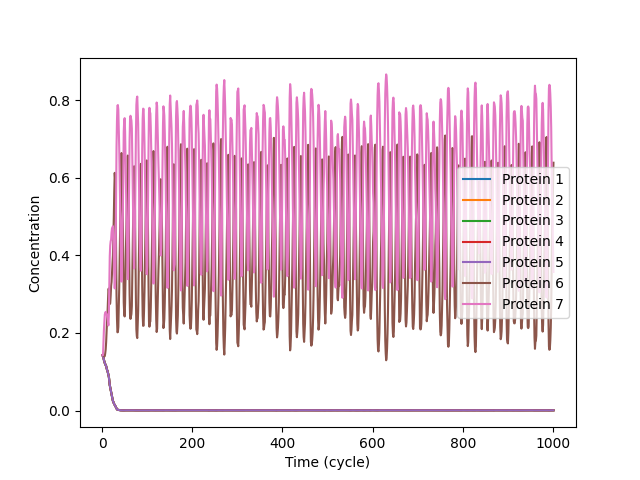 0.8
0.6
0.4
0.2
0.0
Concentration
Protein 1
Protein 2
Protein 3
Protein 4
Protein 5
Protein 6
Protein 7
0 200 400 600 800 1000
Time (cycle)